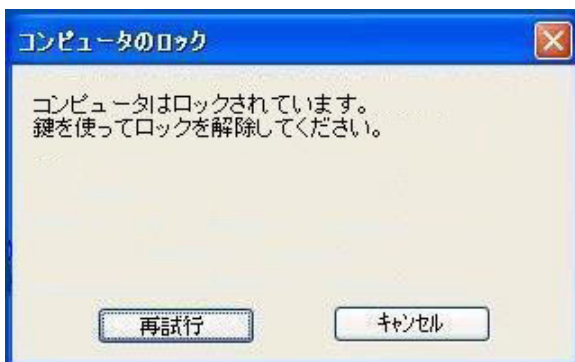 コンピュータのロック
コンピュータはロックされています。
鍵を使ってロックを解除してください。
再試行
キャンセル